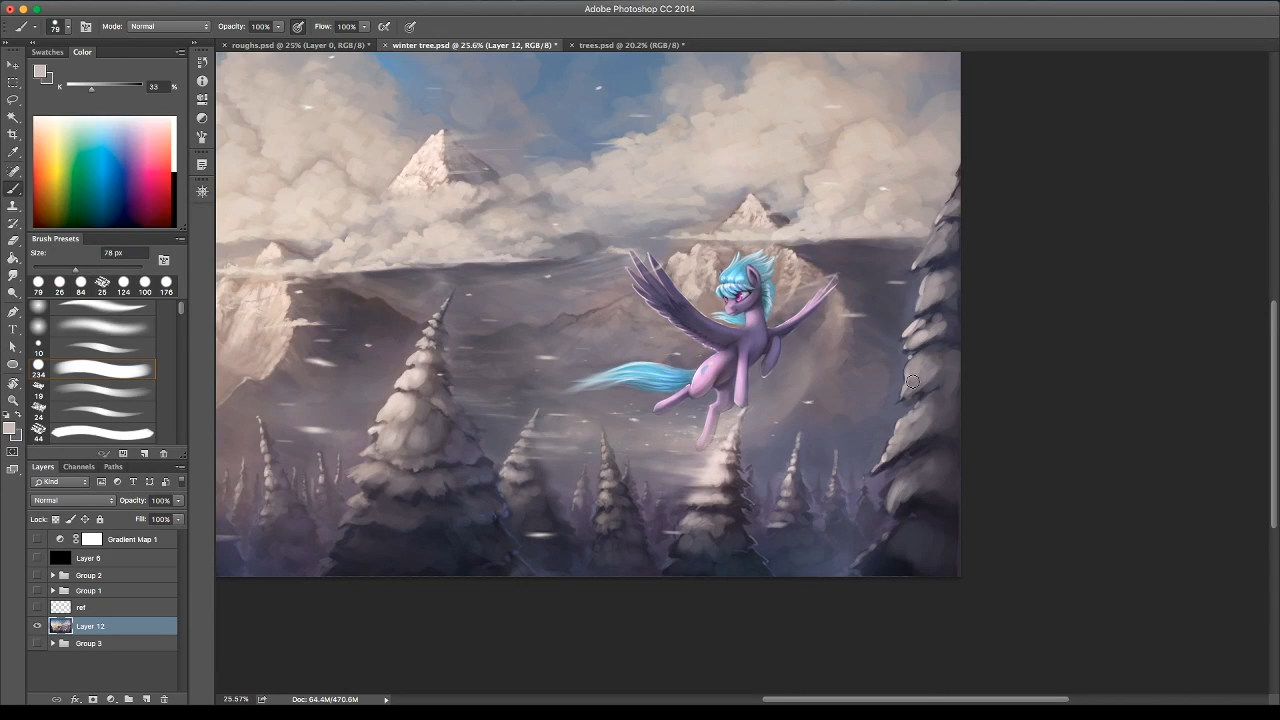 Adobe Photoshop CC 2014
79 Mode: Normal Opacity: 100% Flow: 100%
roughs.psd @ 25% (Layer 0, RGB/8) * winter tree.psd @ 25.6% (Layer 12, RGB/8) * trees.psd @ 20.2% (RGB/8) *
Swatches Color
K 33 %
Brush Presets
Size: 78 px
79 26 84 25 124 100 176
10
234
19
24
44
Layers Channels Paths
Kind
Normal Opacity: 100%
Lock: Fill: 100%
Gradient Map 1
Layer 6
Group 2
Group 1
ref
Layer 12
Group 3
25.57% Doc: 64.4M/470.6M